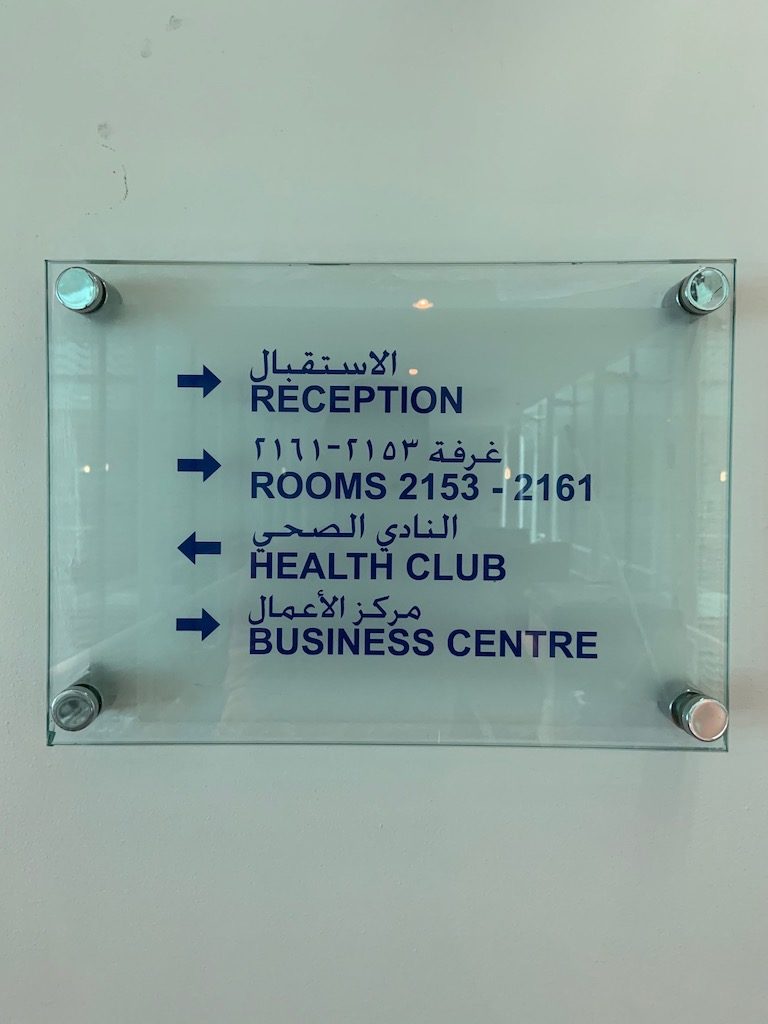 الاستقبال
RECEPTION
غرفة ٢١٥٣-٢١٦١
ROOMS 2153 - 2161
النادي الصحي
HEALTH CLUB
مركز الأعمال
BUSINESS CENTRE